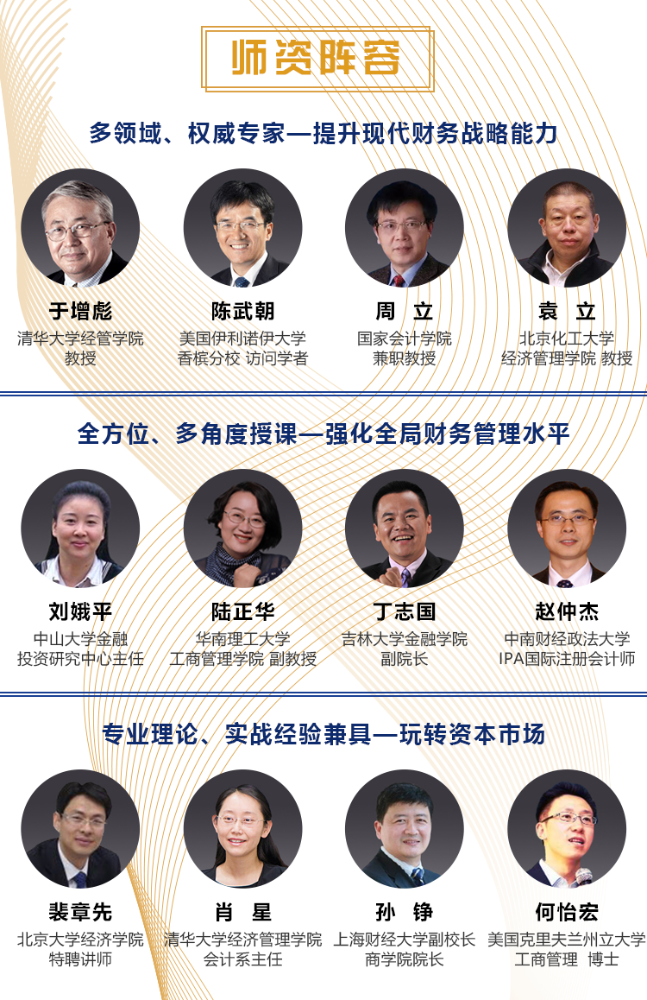 师资阵容
多领域、权威专家—提升现代财务战略能力
于增彪 陈武朝 周 立 袁 立
清华大学经管学院 美国伊利诺伊大学 国家会计学院 北京化工大学
教授 香槟分校 访问学者 兼职教授 经济管理学院 教授
全方位、多角度授课—强化全局财务管理水平
刘娥平 陆正华 丁志国 赵仲杰
中山大学金融 华南理工大学 吉林大学金融学院 中南财经政法大学
投资研究中心主任 工商管理学院 副教授 副院长 IPA国际注册会计师
专业理论、实战经验兼具—玩转资本市场
裴章先 肖 星 孙 铮 何怡宏
北京大学经济学院 清华大学经济管理学院 上海财经大学副校长 美国克里夫兰州立大学
特聘讲师 会计系主任 商学院院长 工商管理 博士